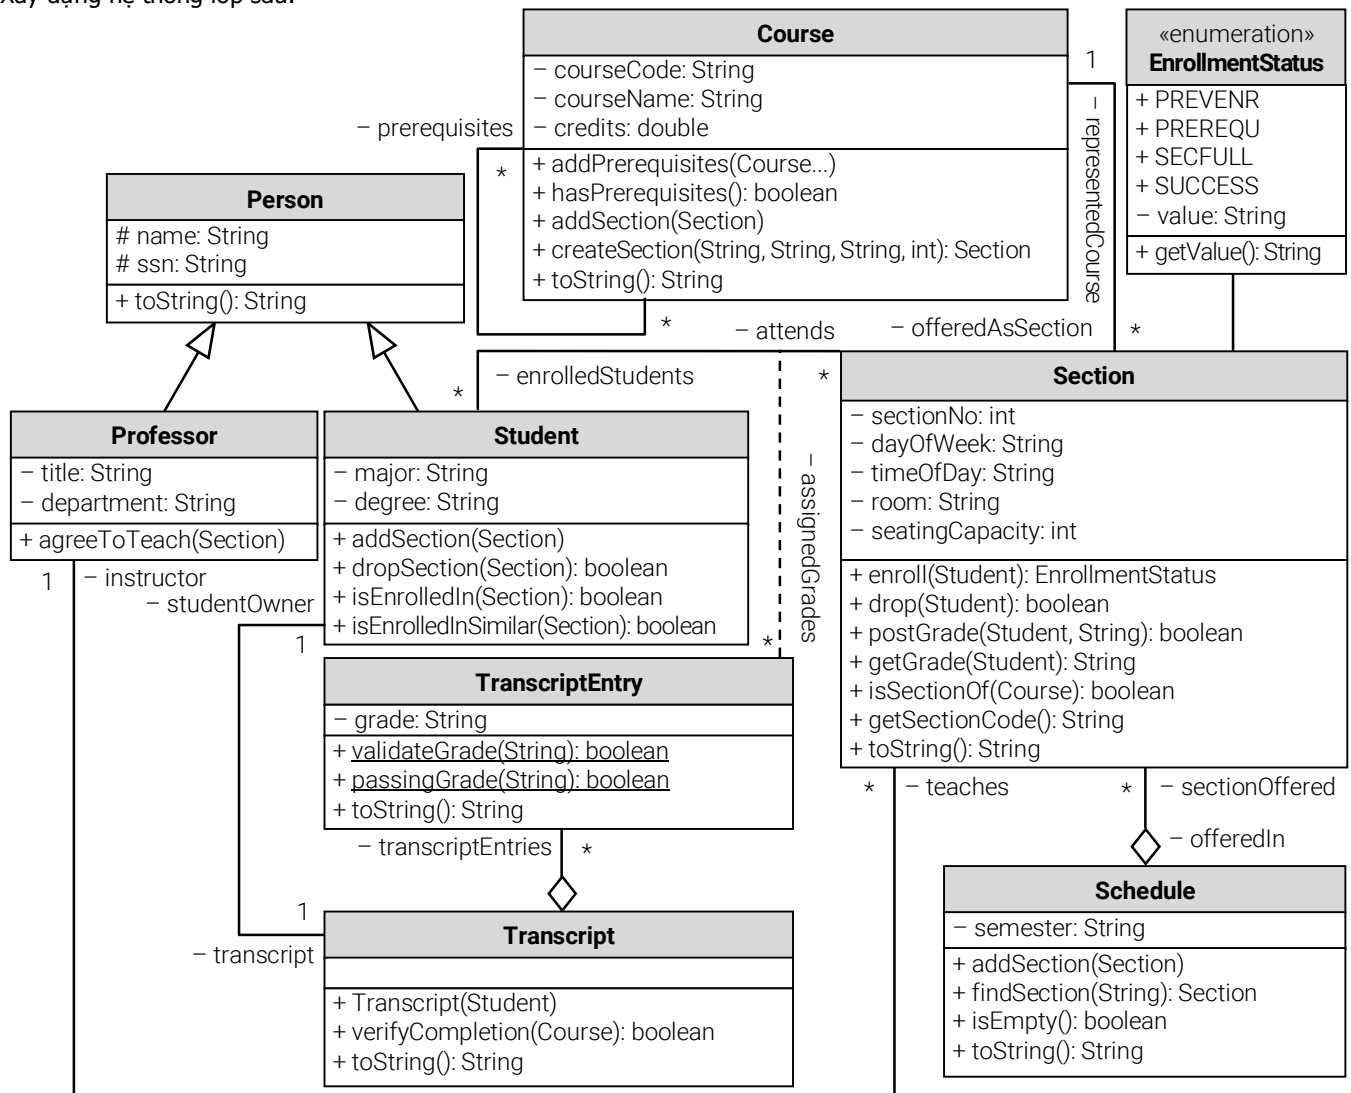 Xây dựng hệ thống lớp sau:
Course
– courseCode: String
– courseName: String
– credits: double
+ addPrerequisites(Course...)
+ hasPrerequisites(): boolean
+ addSection(Section)
+ createSection(String, String, String, int): Section
+ toString(): String
«enumeration»
EnrollmentStatus
+ PREVENR
+ PREREQU
+ SECFULL
+ SUCCESS
– value: String
+ getValue(): String
1
– representedCourse
– prerequisites
*
*
– offeredAsSection
*
Person
# name: String
# ssn: String
+ toString(): String
– attends
– enrolledStudents
*
*
Professor
– title: String
– department: String
+ agreeToTeach(Section)
1
– instructor
Student
– major: String
– degree: String
+ addSection(Section)
+ dropSection(Section): boolean
+ isEnrolledIn(Section): boolean
+ isEnrolledInSimilar(Section): boolean
– assignedGrades
*
Section
– sectionNo: int
– dayOfWeek: String
– timeOfDay: String
– room: String
– seatingCapacity: int
+ enroll(Student): EnrollmentStatus
+ drop(Student): boolean
+ postGrade(Student, String): boolean
+ getGrade(Student): String
+ isSectionOf(Course): boolean
+ getSectionCode(): String
+ toString(): String
– studentOwner
1
TranscriptEntry
– grade: String
+ validateGrade(String): boolean
+ passingGrade(String): boolean
+ toString(): String
– transcriptEntries
*
* – teaches
* – sectionOffered
– offeredIn
1
– transcript
Transcript
+ Transcript(Student)
+ verifyCompletion(Course): boolean
+ toString(): String
Schedule
– semester: String
+ addSection(Section)
+ findSection(String): Section
+ isEmpty(): boolean
+ toString(): String